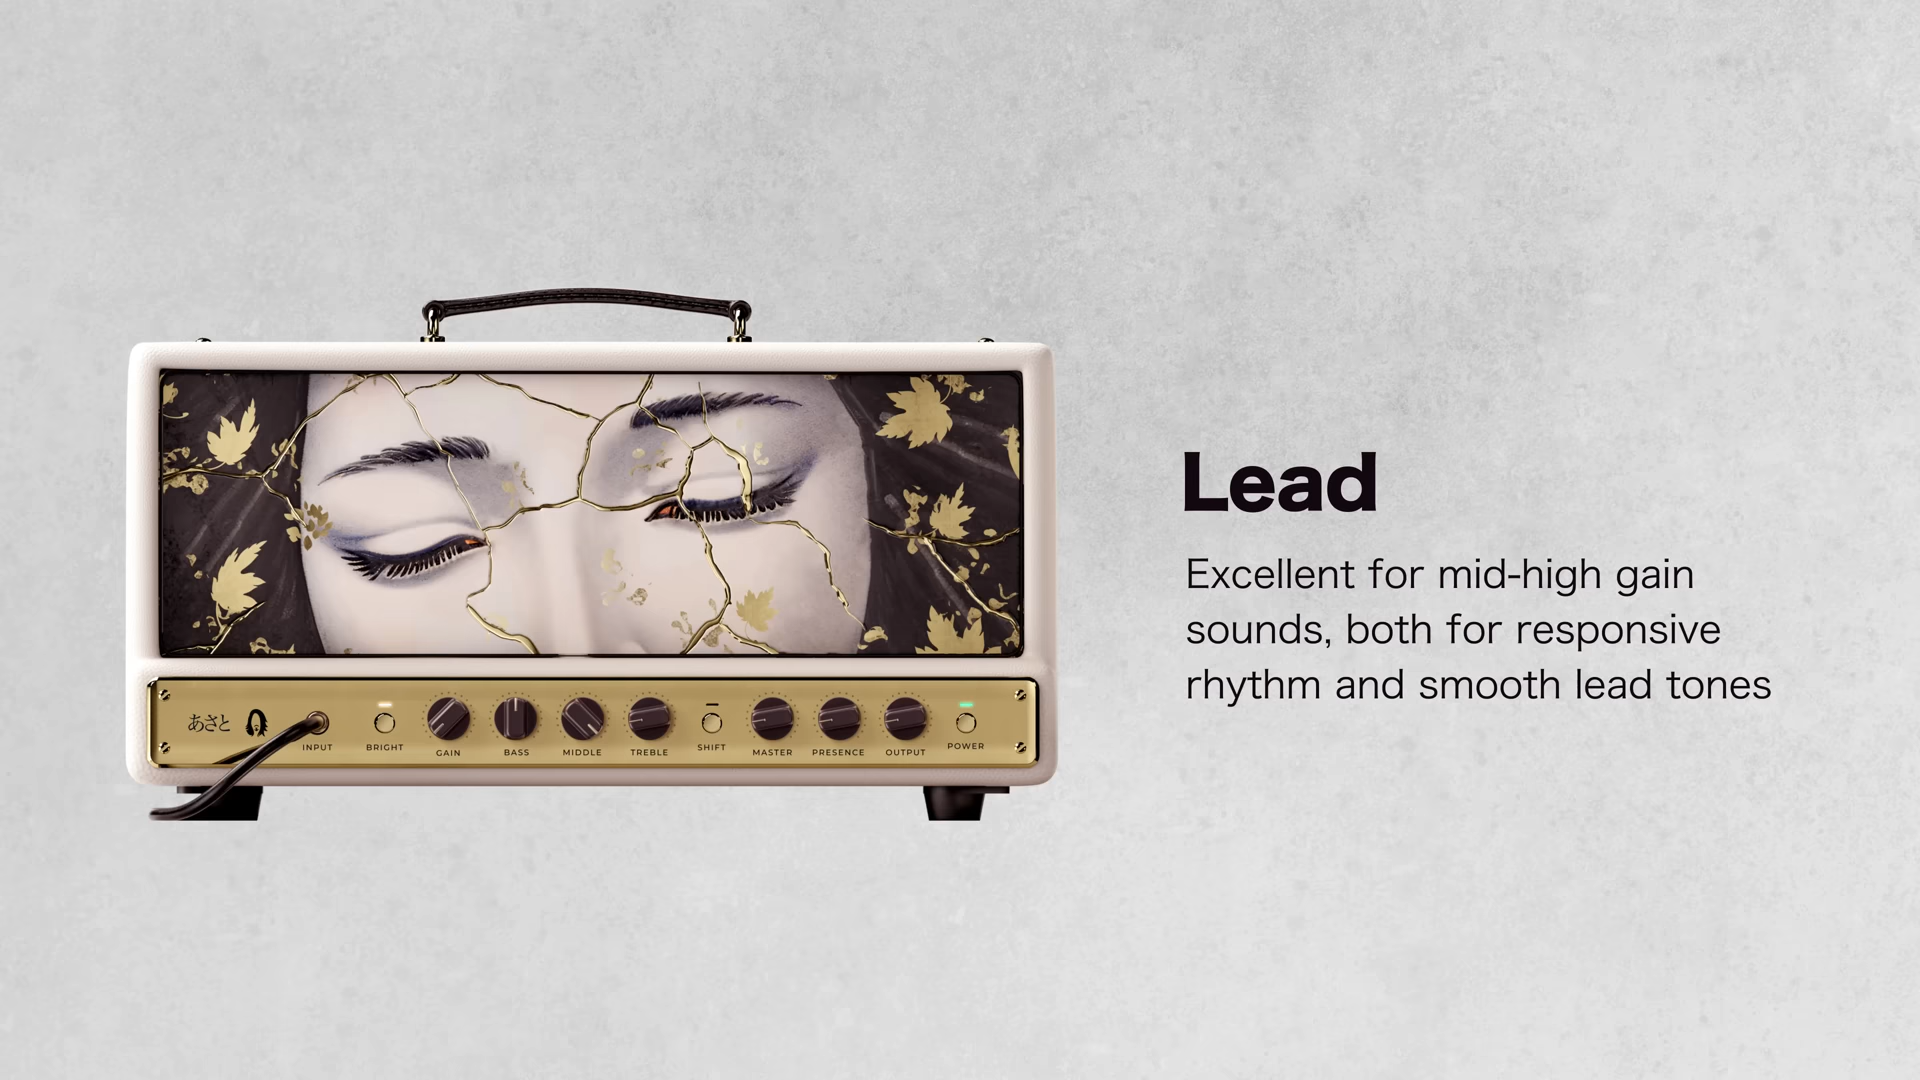 Lead
Excellent for mid-high gain
sounds, both for responsive
rhythm and smooth lead tones
あさと
INPUT
BRIGHT
GAIN
BASS
MIDDLE
TREBLE
SHIFT
MASTER
PRESENCE
OUTPUT
POWER